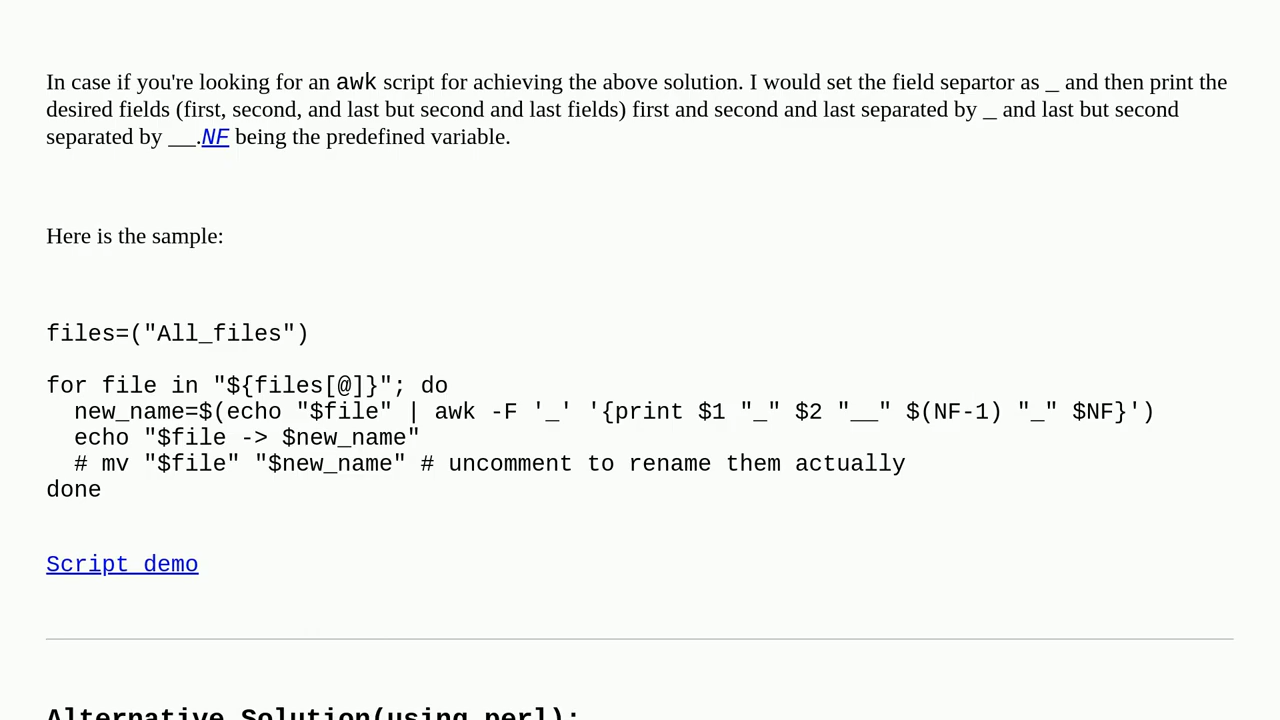 In case if you're looking for an awk script for achieving the above solution. I would set the field separtor as _ and then print the
desired fields (first, second, and last but second and last fields) first and second and last separated by _ and last but second
separated by __.NF being the predefined variable.
Here is the sample:
files=("All_files")
for file in "${files[@]}"; do
  new_name=$(echo "$file" | awk -F '_' '{print $1 "_" $2 "__" $(NF-1) "_" $NF}')
  echo "$file -> $new_name"
  # mv "$file" "$new_name" # uncomment to rename them actually
done
Script demo
Alternative Solution(using perl):